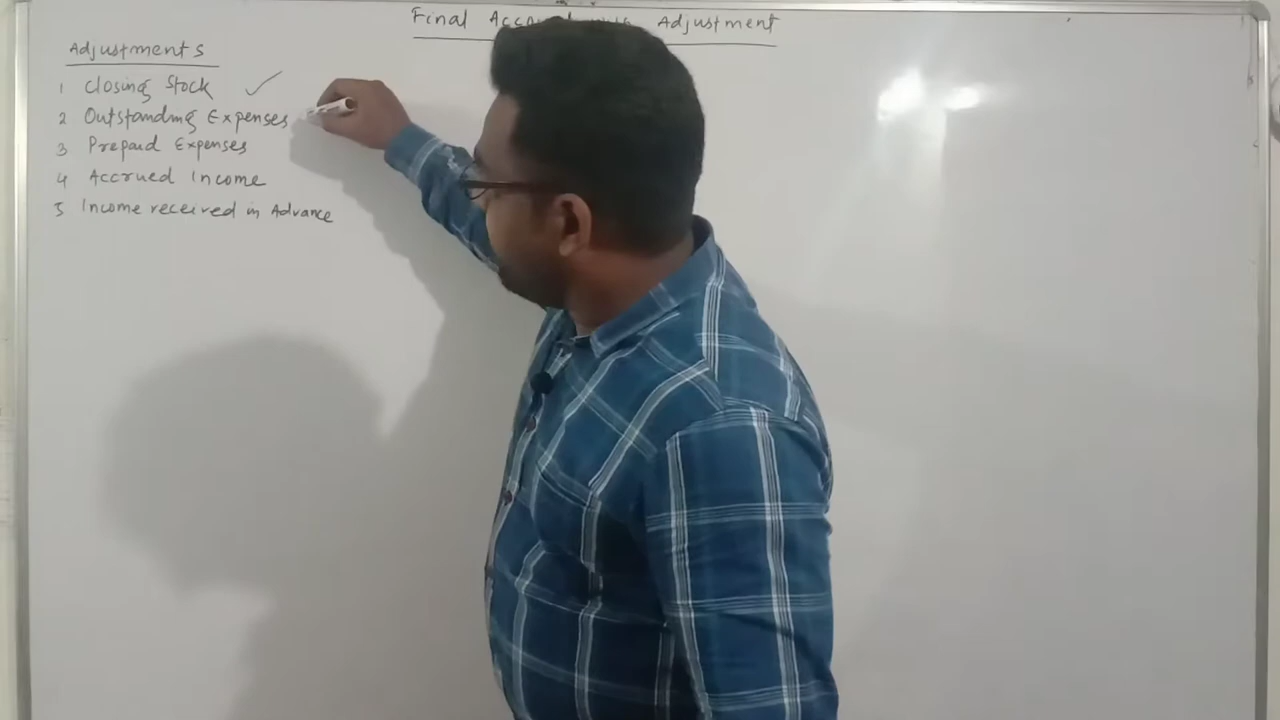 Final Adjustment
Adjustments
1 Closing Stock ✓
2 Outstanding Expenses
3 Prepaid Expenses
4 Accrued Income
5 Income received in Advance